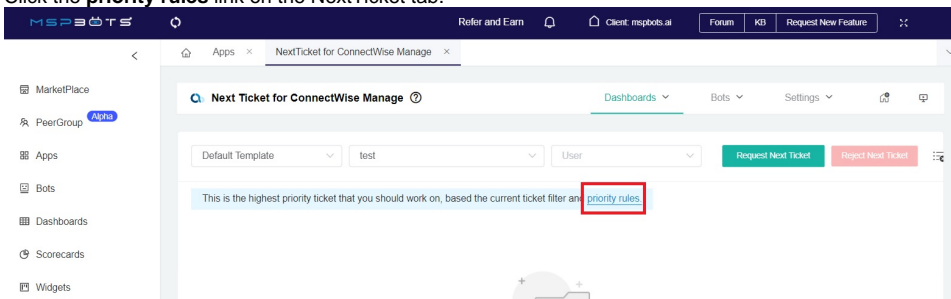 Click the priority rules link on the NextTicket tab.
MSPBOTS Refer and Earn Client: mspbots.ai Forum KB Request New Feature
Apps × NextTicket for ConnectWise Manage ×
MarketPlace
Next Ticket for ConnectWise Manage Dashboards Bots Settings
PeerGroup Alpha
Apps
Default Template test User Request Next Ticket Reject Next Ticket
Bots
This is the highest priority ticket that you should work on, based the current ticket filter and priority rules.
Dashboards
Scorecards
Widgets